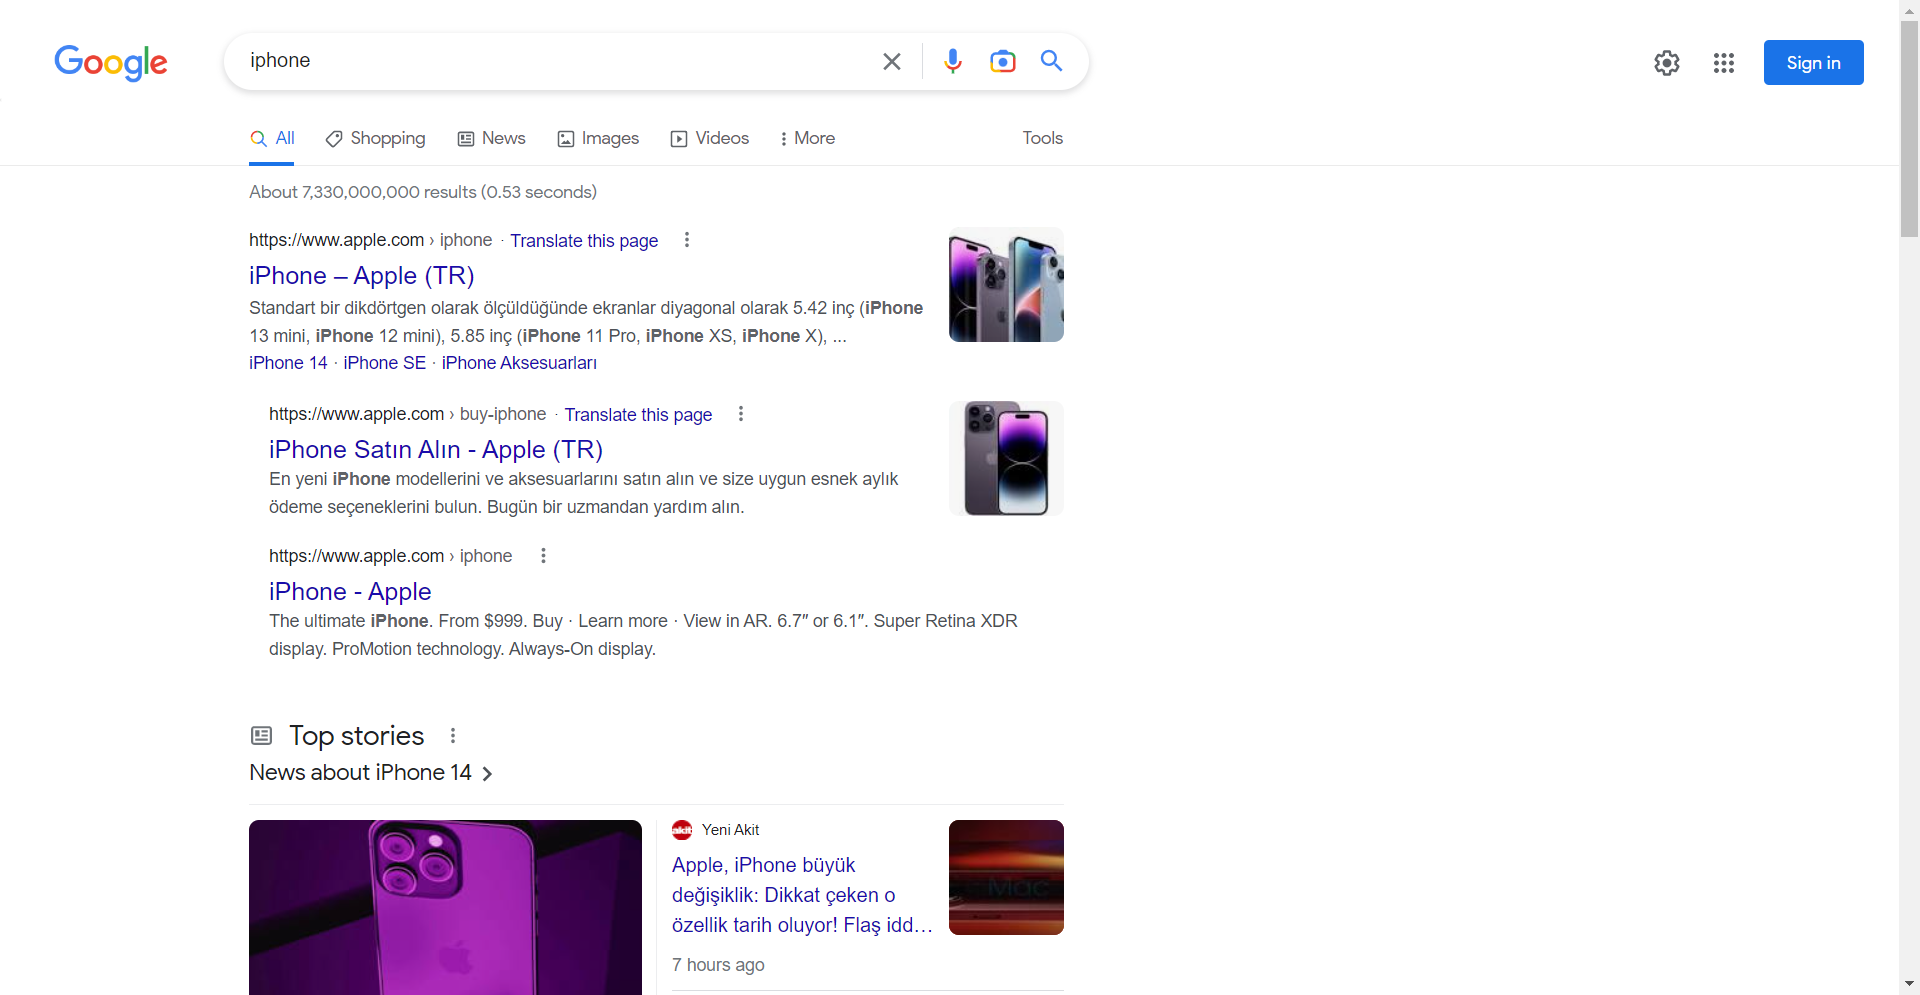 Google
iphone
Sign in
All
Shopping
News
Images
Videos
More
Tools
About 7,330,000,000 results (0.53 seconds)
https://www.apple.com › iphone · Translate this page
iPhone – Apple (TR)
Standart bir dikdörtgen olarak ölçüldüğünde ekranlar diyagonal olarak 5.42 inç (iPhone
13 mini, iPhone 12 mini), 5.85 inç (iPhone 11 Pro, iPhone XS, iPhone X), ...
iPhone 14 · iPhone SE · iPhone Aksesuarları
https://www.apple.com › buy-iphone · Translate this page
iPhone Satın Alın - Apple (TR)
En yeni iPhone modellerini ve aksesuarlarını satın alın ve size uygun esnek aylık
ödeme seçeneklerini bulun. Bugün bir uzmandan yardım alın.
https://www.apple.com › iphone
iPhone - Apple
The ultimate iPhone. From $999. Buy · Learn more · View in AR. 6.7″ or 6.1″. Super Retina XDR
display. ProMotion technology. Always-On display.
Top stories
News about iPhone 14
akit
Yeni Akit
Apple, iPhone büyük
değişiklik: Dikkat çeken o
özellik tarih oluyor! Flaş idd...
7 hours ago
Mac